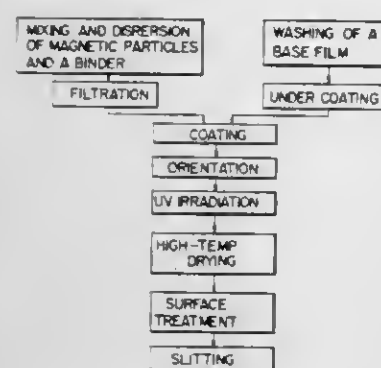 MIXING AND DISPERSION
OF MAGNETIC PARTICLES
AND A BINDER
WASHING OF A
BASE FILM
FILTRATION
UNDER COATING
COATING
ORIENTATION
UV IRRADIATION
HIGH-TEMP
DRYING
SURFACE
TREATMENT
SLITTING